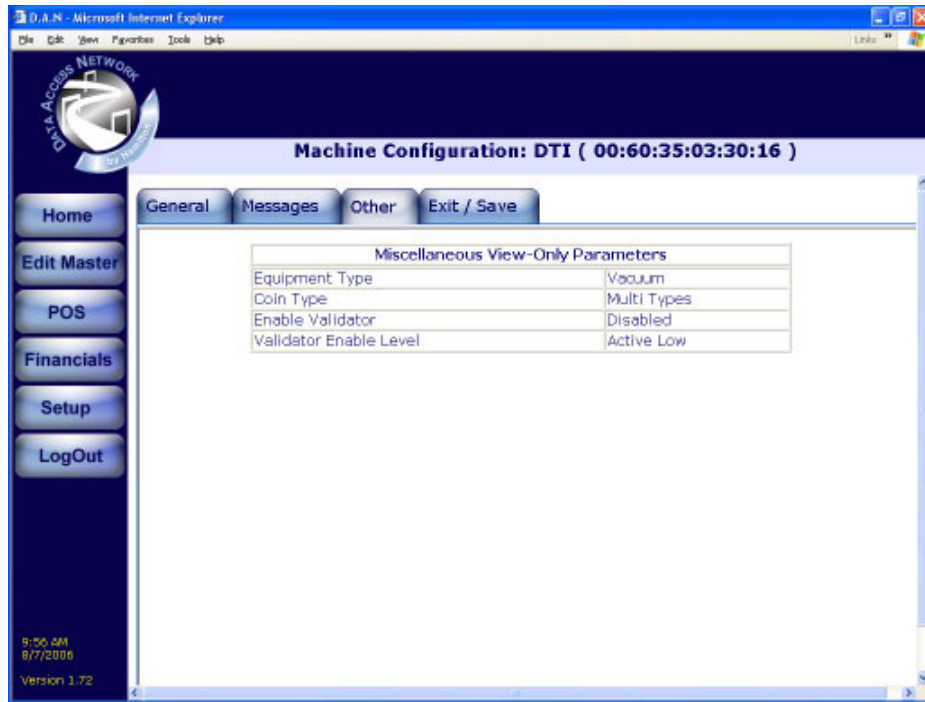 D.A.N - Microsoft Internet Explorer
File Edit View Favorites Tools Help
Links »
DATA ACCESS NETWORK
by Hamilton
Machine Configuration: DTI ( 00:60:35:03:30:16 )
General Messages Other Exit / Save
Home
Edit Master
POS
Financials
Setup
LogOut
Miscellaneous View-Only Parameters
Equipment Type Vacuum
Coin Type Multi Types
Enable Validator Disabled
Validator Enable Level Active Low
9:56 AM
8/7/2006
Version 1.72